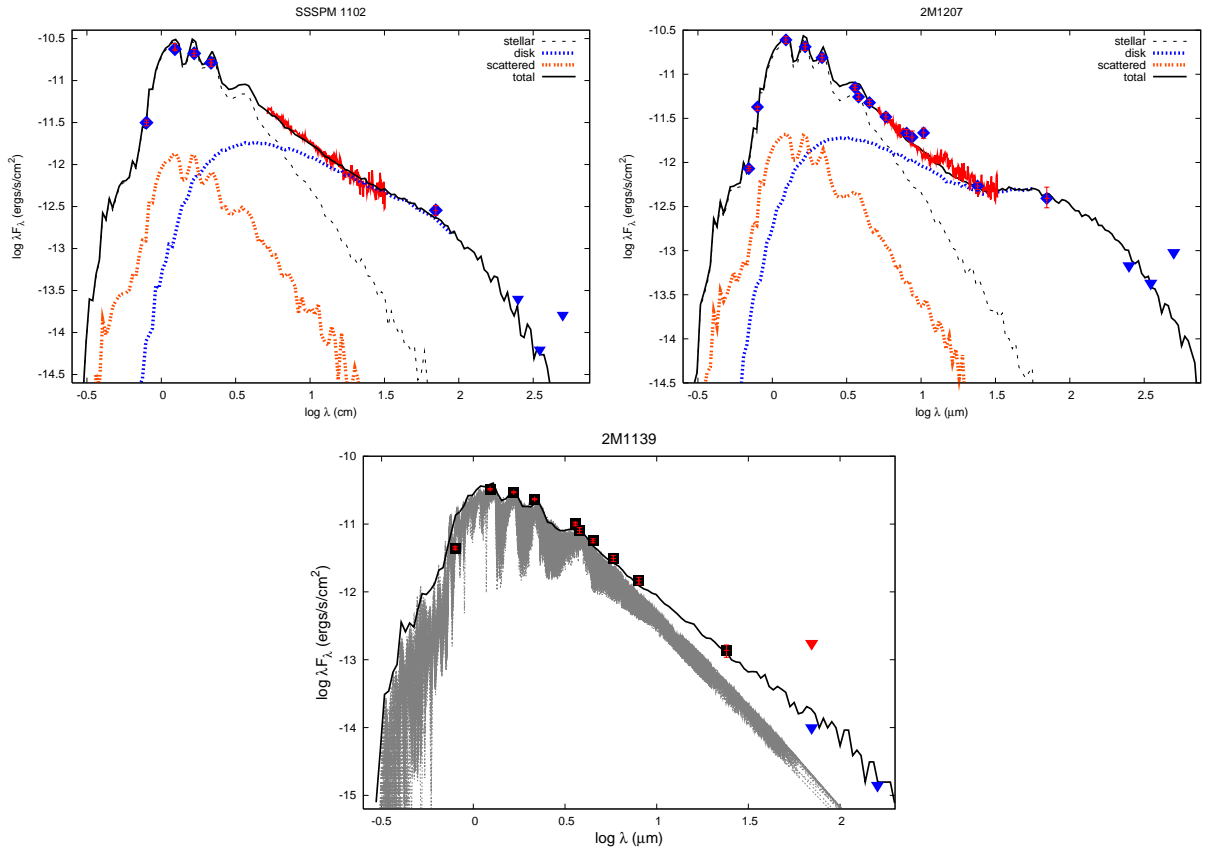 SSSPM 1102
stellar
disk
scattered
total
log λFλ (ergs/s/cm²)
-10.5
-11
-11.5
-12
-12.5
-13
-13.5
-14
-14.5
-0.5 0 0.5 1 1.5 2 2.5
log λ (cm)
2M1207
stellar
disk
scattered
total
log λFλ (ergs/s/cm²)
-10.5
-11
-11.5
-12
-12.5
-13
-13.5
-14
-14.5
-0.5 0 0.5 1 1.5 2 2.5
log λ (μm)
2M1139
log λFλ (ergs/s/cm²)
-10
-11
-12
-13
-14
-15
-0.5 0 0.5 1 1.5 2
log λ (μm)